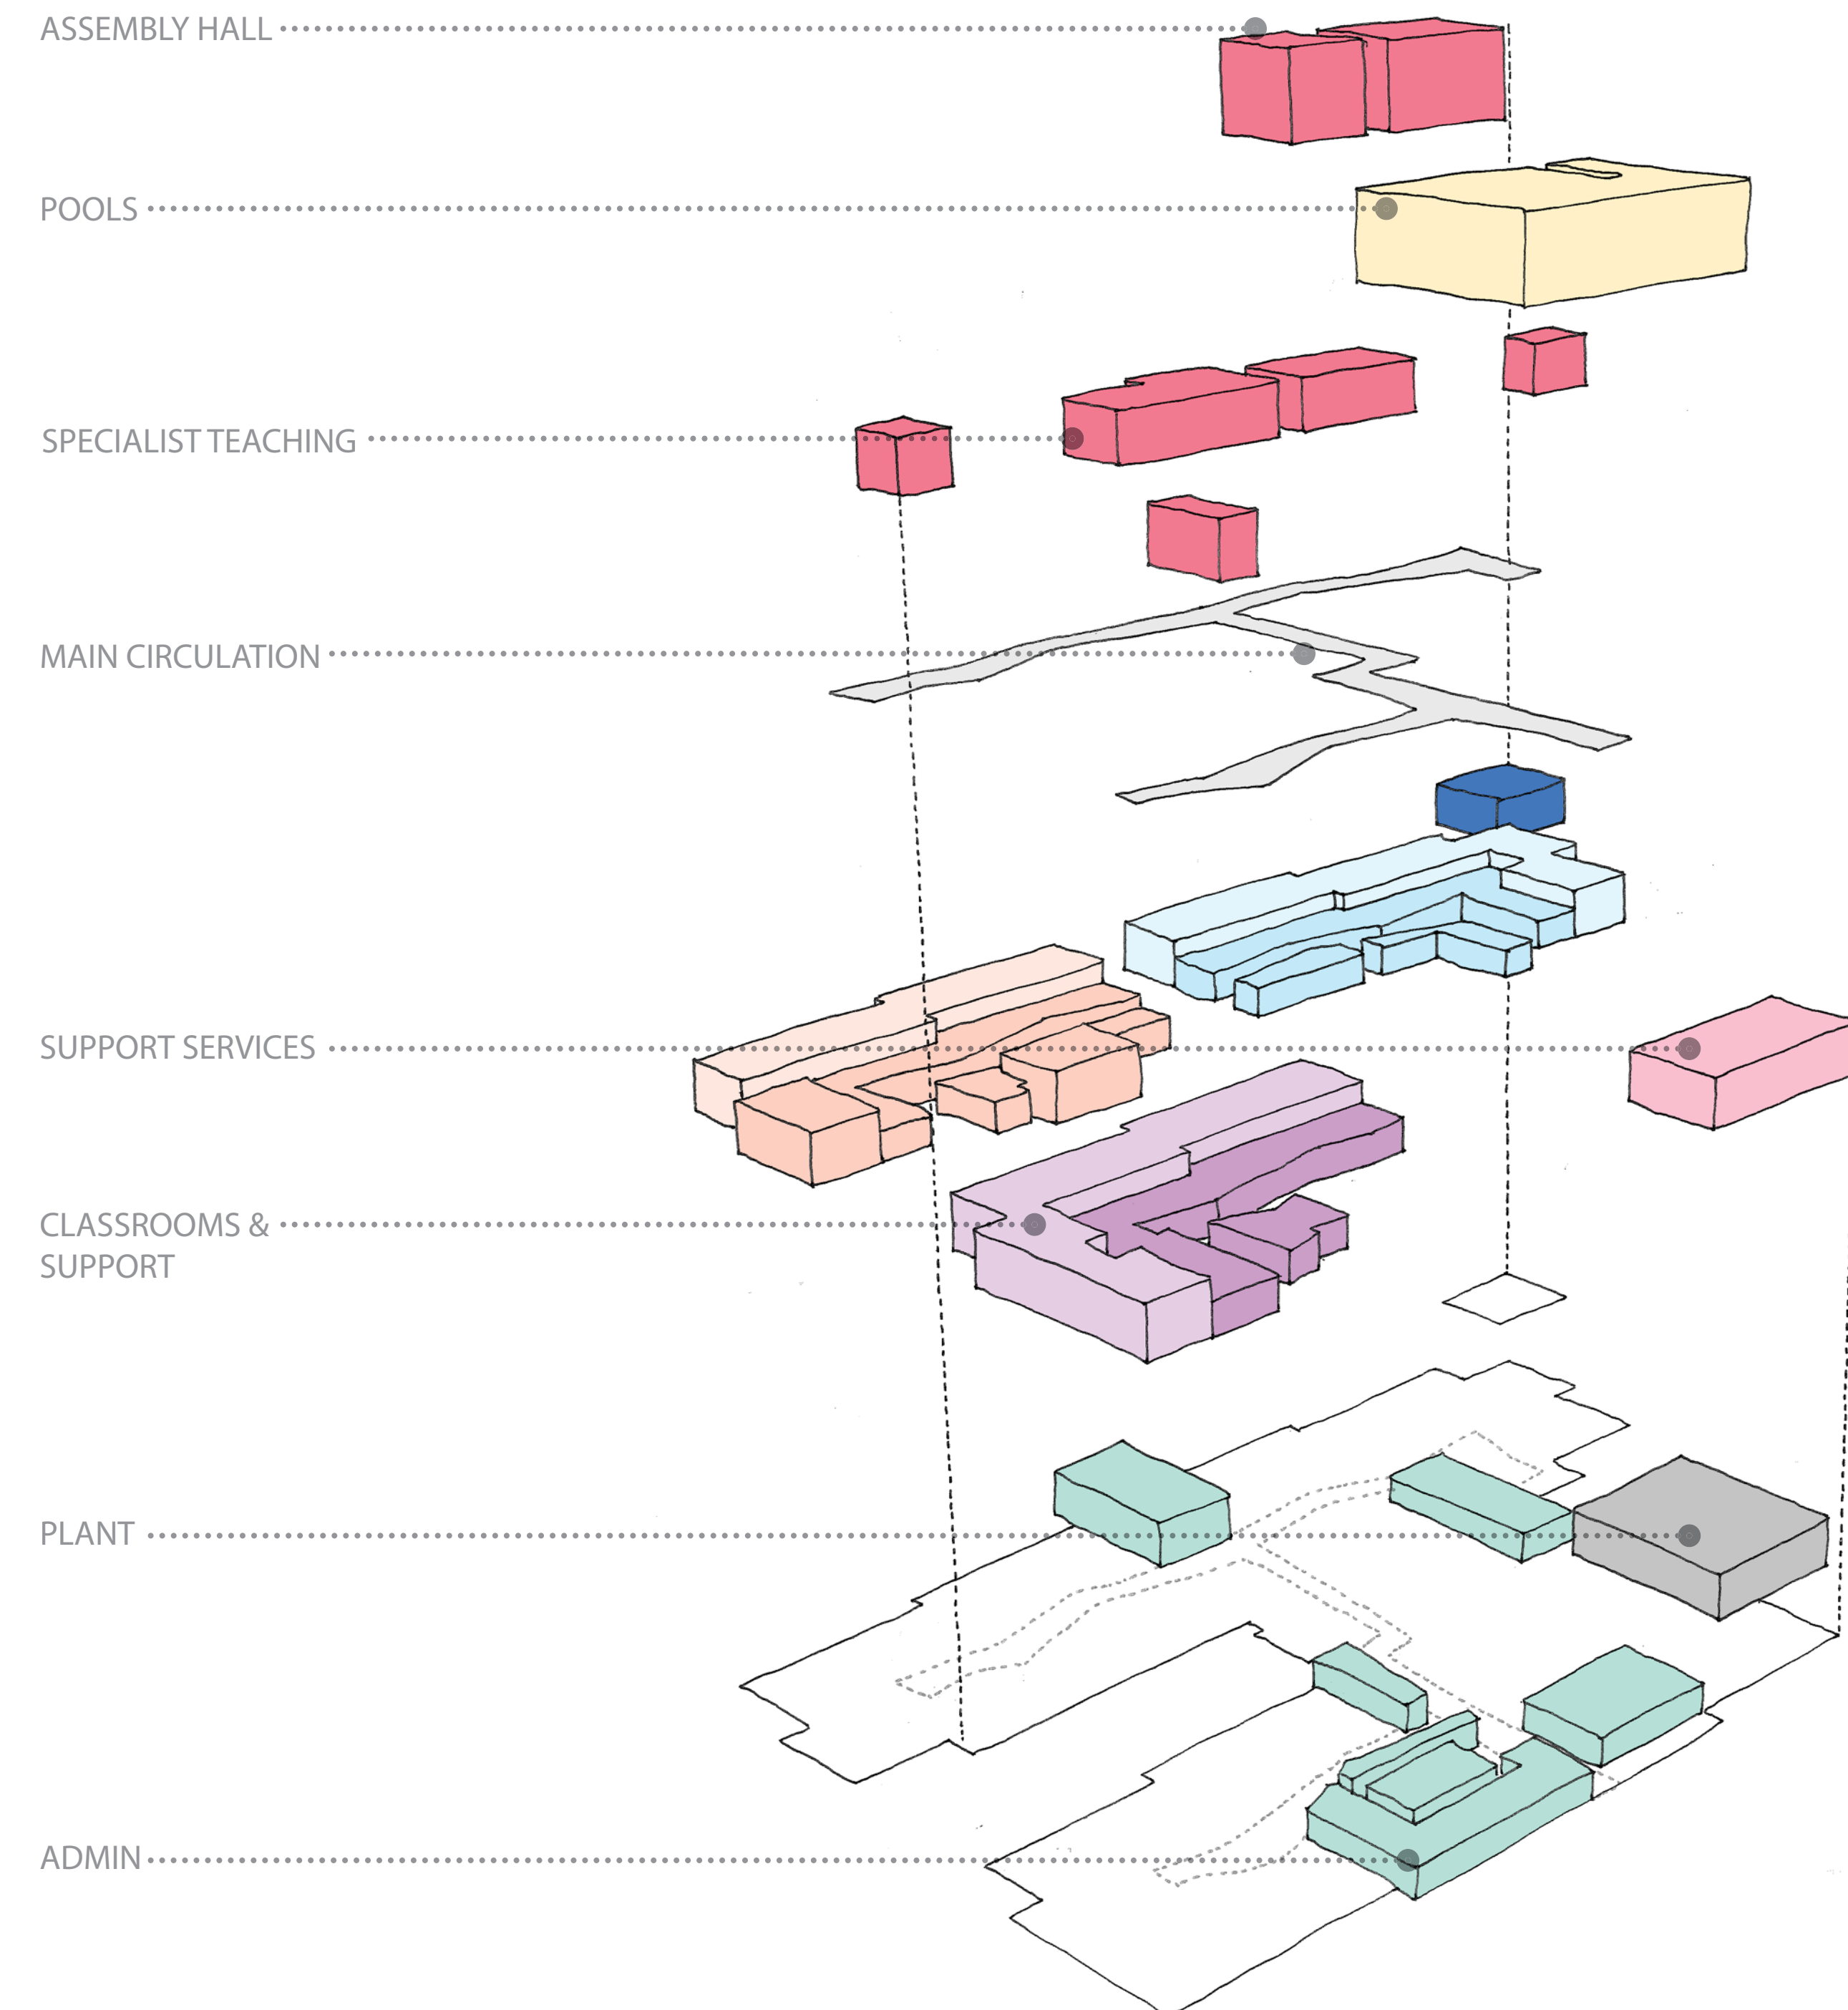 ASSEMBLY HALL
POOLS
SPECIALIST TEACHING
MAIN CIRCULATION
SUPPORT SERVICES
CLASSROOMS &
SUPPORT
PLANT
ADMIN